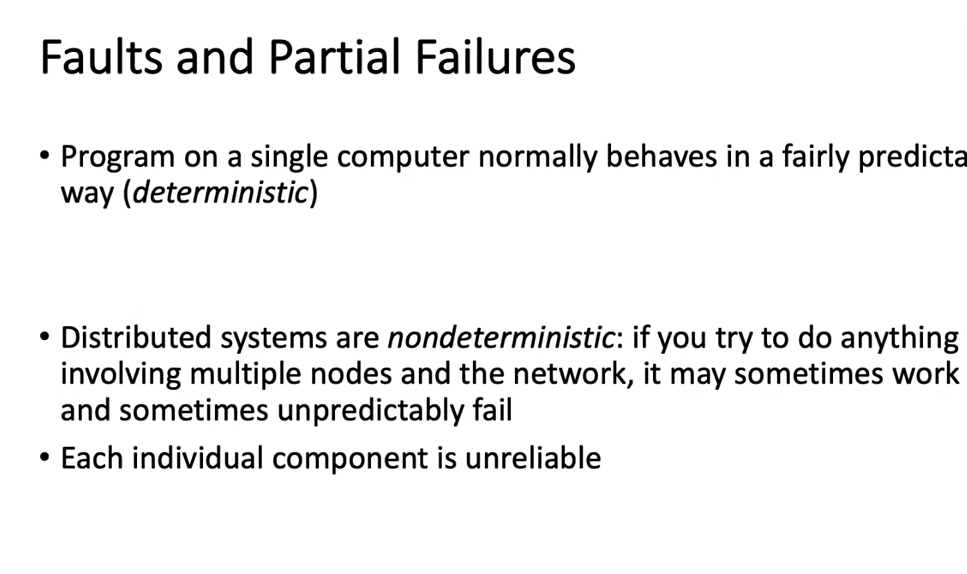 Faults and Partial Failures
• Program on a single computer normally behaves in a fairly predicta
way (deterministic)
• Distributed systems are nondeterministic: if you try to do anything
involving multiple nodes and the network, it may sometimes work
and sometimes unpredictably fail
• Each individual component is unreliable